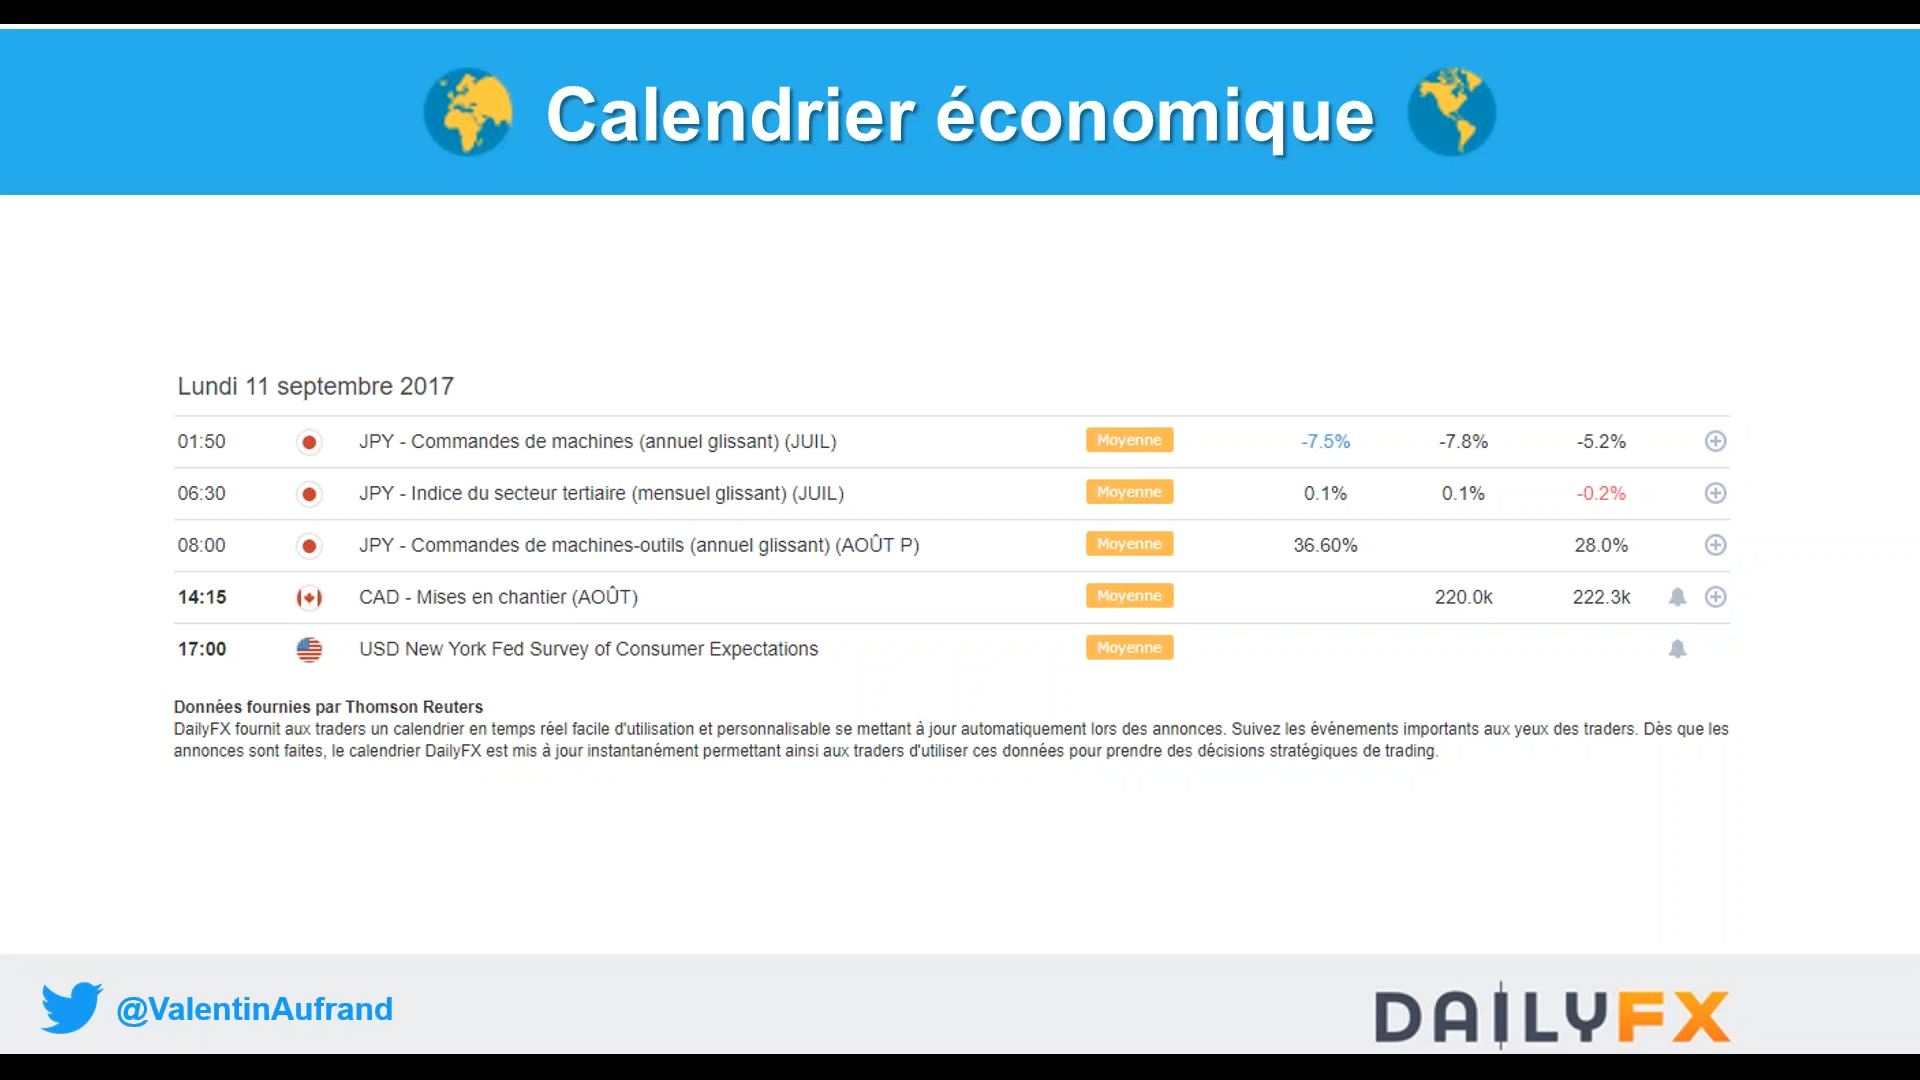 Calendrier économique
Lundi 11 septembre 2017
01:50 JPY - Commandes de machines (annuel glissant) (JUIL) Moyenne -7.5% -7.8% -5.2%
06:30 JPY - Indice du secteur tertiaire (mensuel glissant) (JUIL) Moyenne 0.1% 0.1% -0.2%
08:00 JPY - Commandes de machines-outils (annuel glissant) (AOÛT P) Moyenne 36.60% 28.0%
14:15 CAD - Mises en chantier (AOÛT) Moyenne 220.0k 222.3k
17:00 USD New York Fed Survey of Consumer Expectations Moyenne
Données fournies par Thomson Reuters
DailyFX fournit aux traders un calendrier en temps réel facile d'utilisation et personnalisable se mettant à jour automatiquement lors des annonces. Suivez les événements importants aux yeux des traders. Dès que les
annonces sont faites, le calendrier DailyFX est mis à jour instantanément permettant ainsi aux traders d'utiliser ces données pour prendre des décisions stratégiques de trading.
@ValentinAufrand
DAILYFX